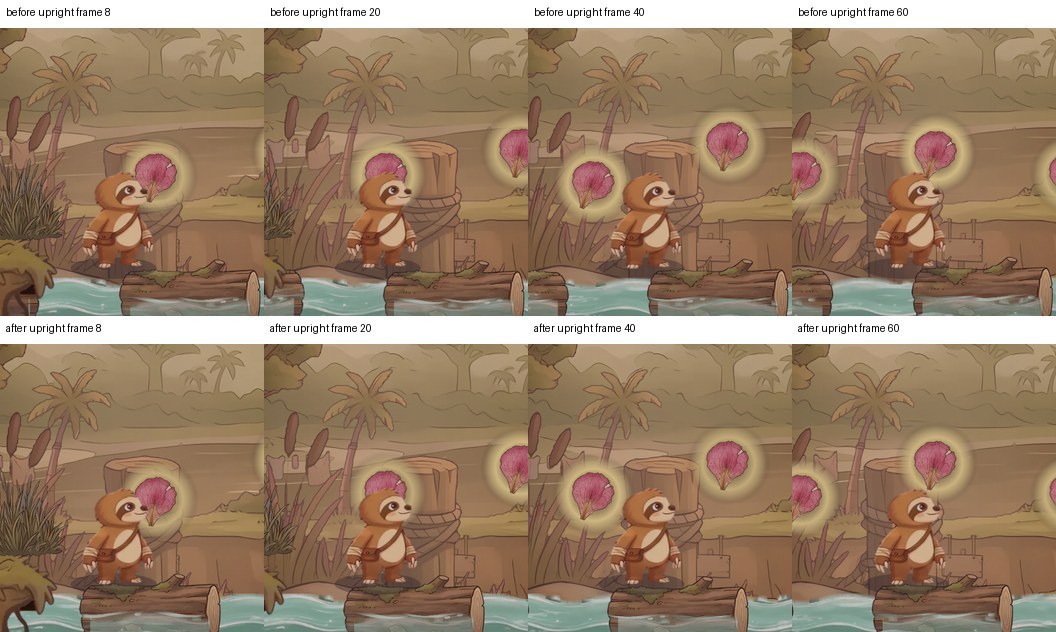 before upright frame 8
before upright frame 20
before upright frame 40
before upright frame 60
after upright frame 8
after upright frame 20
after upright frame 40
after upright frame 60